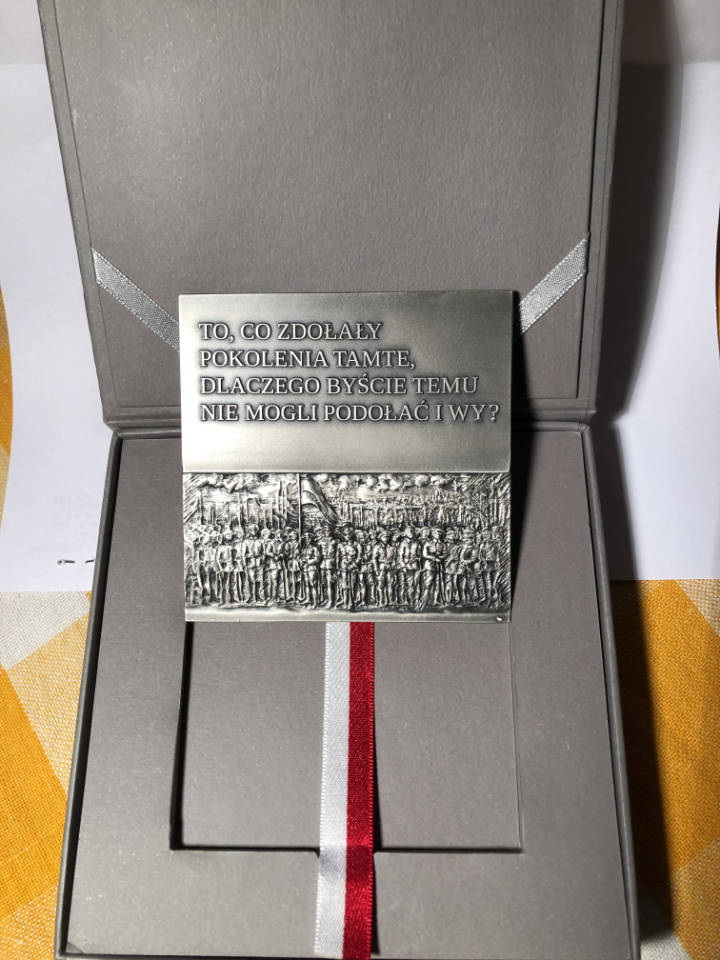 TO, CO ZDOŁAŁY
POKOLENIA TAMTE,
DLACZEGO BYŚCIE TEMU
NIE MOGLI PODOŁAĆ I WY?